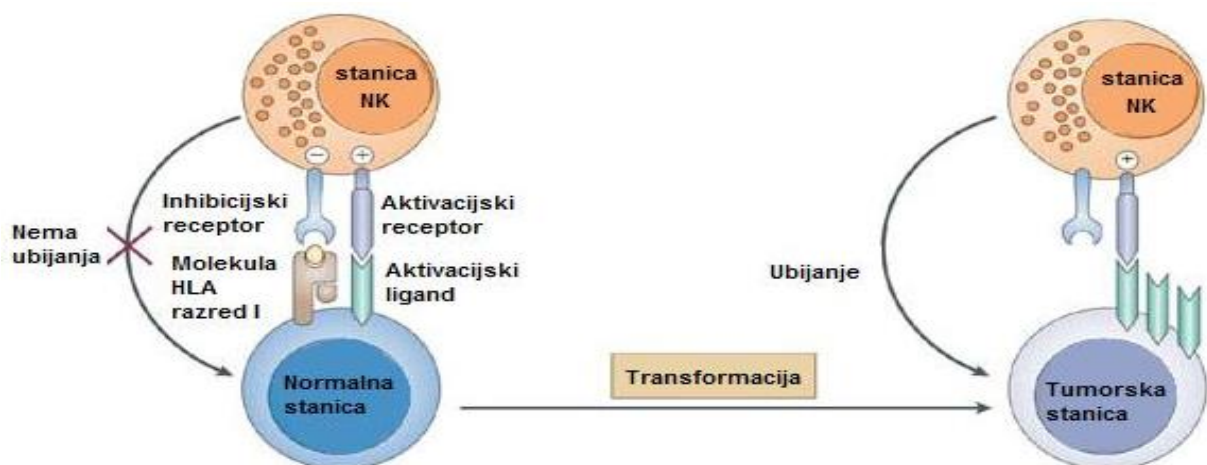 stanica
NK
−
+
Inhibicijski
receptor
Aktivacijski
receptor
Nema
ubijanja
Molekula
HLA
razred I
Aktivacijski
ligand
Normalna
stanica
Transformacija
stanica
NK
+
Ubijanje
Tumorska
stanica